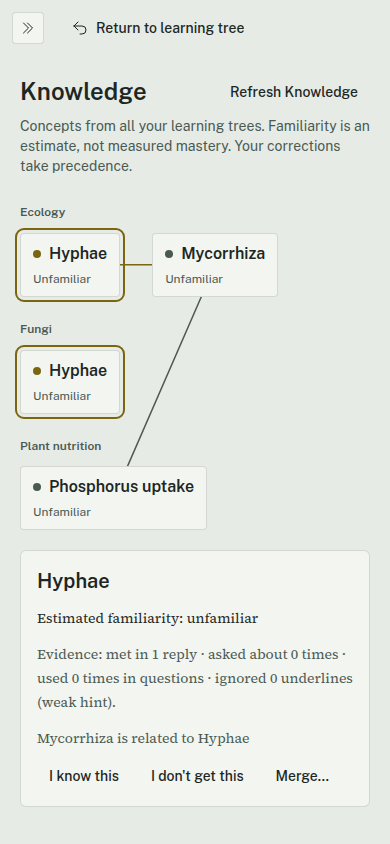 Return to learning tree
Knowledge
Refresh Knowledge
Concepts from all your learning trees. Familiarity is an
estimate, not measured mastery. Your corrections
take precedence.
Ecology
Hyphae
Unfamiliar
Mycorrhiza
Unfamiliar
Fungi
Hyphae
Unfamiliar
Plant nutrition
Phosphorus uptake
Unfamiliar
Hyphae
Estimated familiarity: unfamiliar
Evidence: met in 1 reply · asked about 0 times ·
used 0 times in questions · ignored 0 underlines
(weak hint).
Mycorrhiza is related to Hyphae
I know this
I don't get this
Merge...